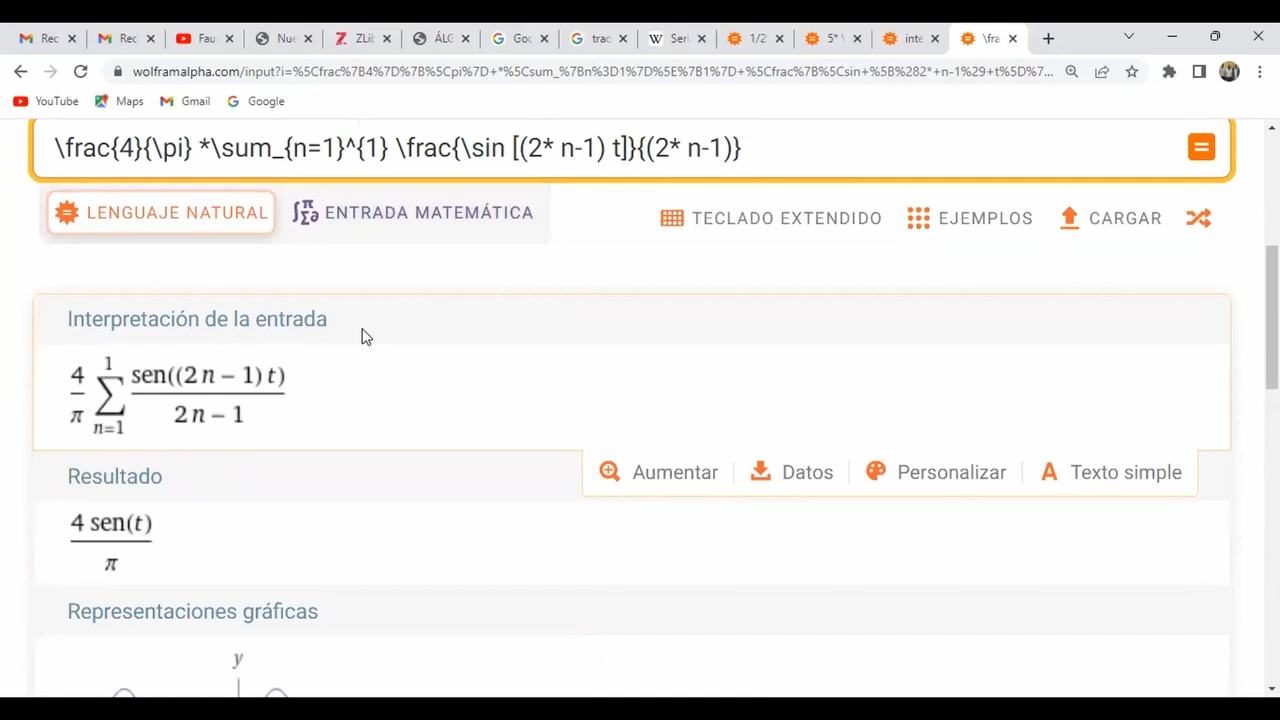 Rec Rec Fau Nue ZLib ÁLG Goo trac Seri 1/2 5* \ inte \fra
wolframalpha.com/input?i=%5Cfrac%7B4%7D%7B%5Cpi%7D+*%5Csum_%7Bn%3D1%7D%5E%7B1%7D+%5Cfrac%7B%5Csin+%5B%282*+n-1%29+t%5D%7...
YouTube Maps Gmail Google
\frac{4}{\pi} *\sum_{n=1}^{1} \frac{\sin [(2* n-1) t]}{(2* n-1)}
LENGUAJE NATURAL ENTRADA MATEMÁTICA TECLADO EXTENDIDO EJEMPLOS CARGAR
Interpretación de la entrada
4/π ∑_{n=1}^{1} sen((2 n − 1) t)/(2 n − 1)
Resultado Aumentar Datos Personalizar A Texto simple
4 sen(t)/π
Representaciones gráficas
y